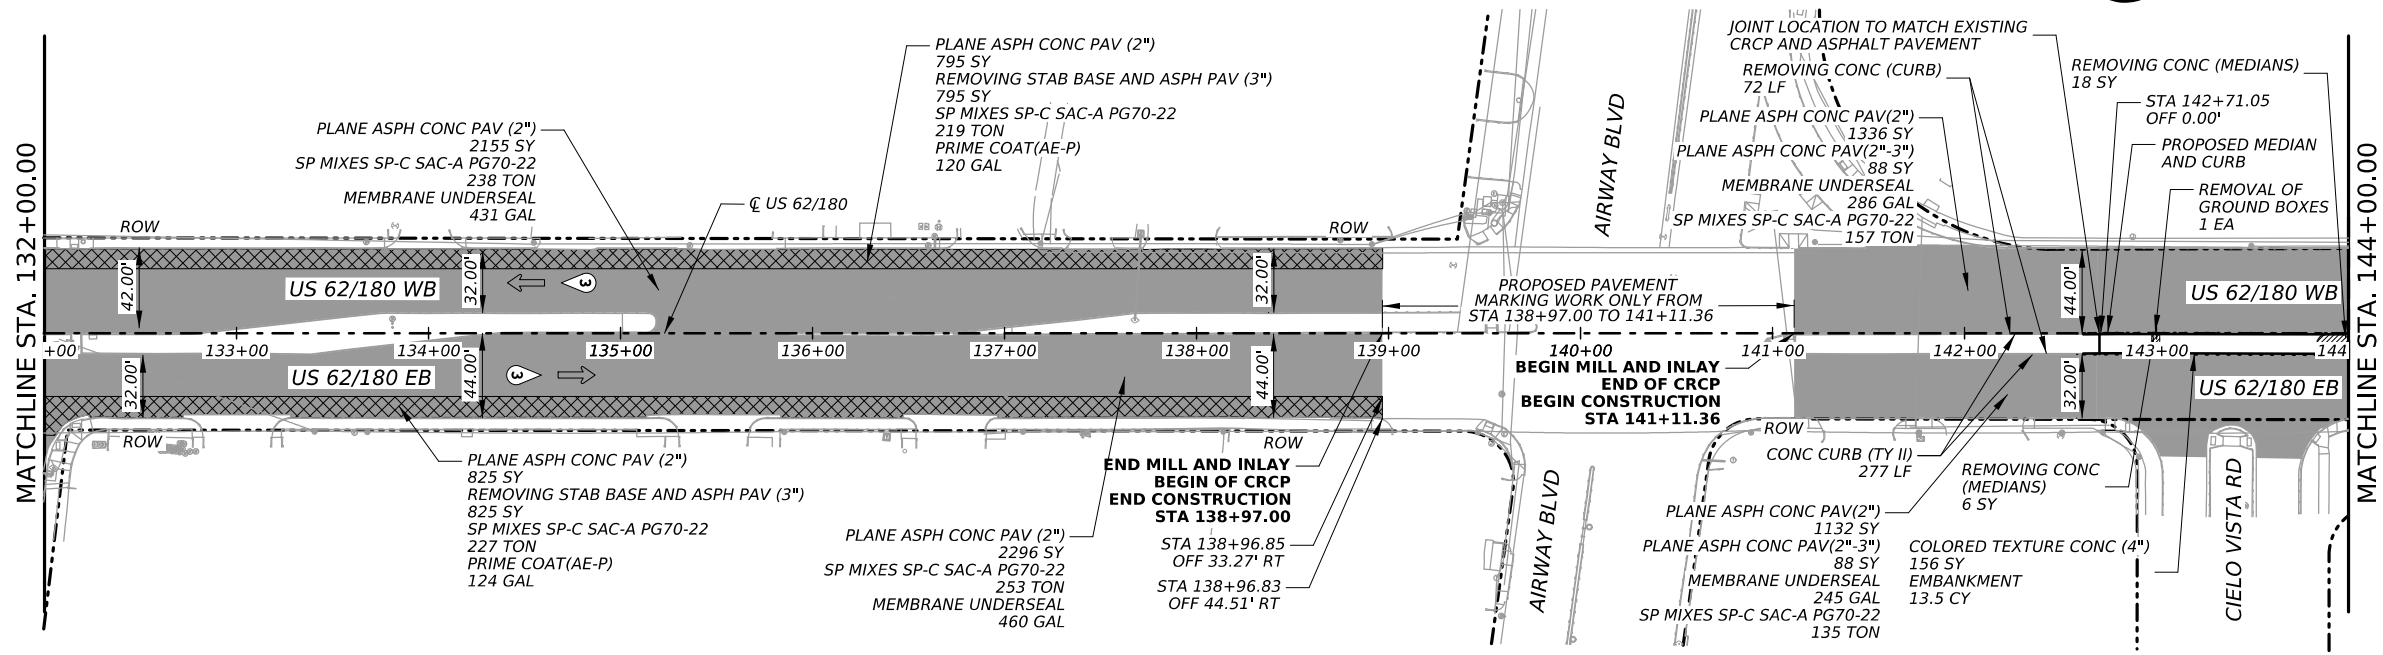 MATCHLINE STA. 132+00.00
PLANE ASPH CONC PAV (2")
2155 SY
SP MIXES SP-C SAC-A PG70-22
238 TON
MEMBRANE UNDERSEAL
431 GAL
PLANE ASPH CONC PAV (2")
795 SY
REMOVING STAB BASE AND ASPH PAV (3")
795 SY
SP MIXES SP-C SAC-A PG70-22
219 TON
PRIME COAT(AE-P)
120 GAL
℄ US 62/180
AIRWAY BLVD
JOINT LOCATION TO MATCH EXISTING
CRCP AND ASPHALT PAVEMENT
REMOVING CONC (CURB)
72 LF
PLANE ASPH CONC PAV(2")
1336 SY
PLANE ASPH CONC PAV(2"-3")
88 SY
MEMBRANE UNDERSEAL
286 GAL
SP MIXES SP-C SAC-A PG70-22
157 TON
REMOVING CONC (MEDIANS)
18 SY
STA 142+71.05
OFF 0.00'
PROPOSED MEDIAN
AND CURB
REMOVAL OF
GROUND BOXES
1 EA
MATCHLINE STA. 144+00.00
ROW
ROW
42.00'
US 62/180 WB
32.00'
3
32.00'
PROPOSED PAVEMENT
MARKING WORK ONLY FROM
STA 138+97.00 TO 141+11.36
44.00'
US 62/180 WB
+00
133+00
134+00
135+00
136+00
137+00
138+00
139+00
140+00
141+00
142+00
143+00
144
32.00'
US 62/180 EB
44.00'
3
44.00'
BEGIN MILL AND INLAY
END OF CRCP
BEGIN CONSTRUCTION
STA 141+11.36
32.00'
US 62/180 EB
ROW
ROW
ROW
PLANE ASPH CONC PAV (2")
825 SY
REMOVING STAB BASE AND ASPH PAV (3")
825 SY
SP MIXES SP-C SAC-A PG70-22
227 TON
PRIME COAT(AE-P)
124 GAL
PLANE ASPH CONC PAV (2")
2296 SY
SP MIXES SP-C SAC-A PG70-22
253 TON
MEMBRANE UNDERSEAL
460 GAL
END MILL AND INLAY
BEGIN OF CRCP
END CONSTRUCTION
STA 138+97.00
STA 138+96.85
OFF 33.27' RT
STA 138+96.83
OFF 44.51' RT
AIRWAY BLVD
CONC CURB (TY II)
277 LF
PLANE ASPH CONC PAV(2")
1132 SY
PLANE ASPH CONC PAV(2"-3")
88 SY
MEMBRANE UNDERSEAL
245 GAL
SP MIXES SP-C SAC-A PG70-22
135 TON
REMOVING CONC
(MEDIANS)
6 SY
COLORED TEXTURE CONC (4")
156 SY
EMBANKMENT
13.5 CY
CIELO VISTA RD